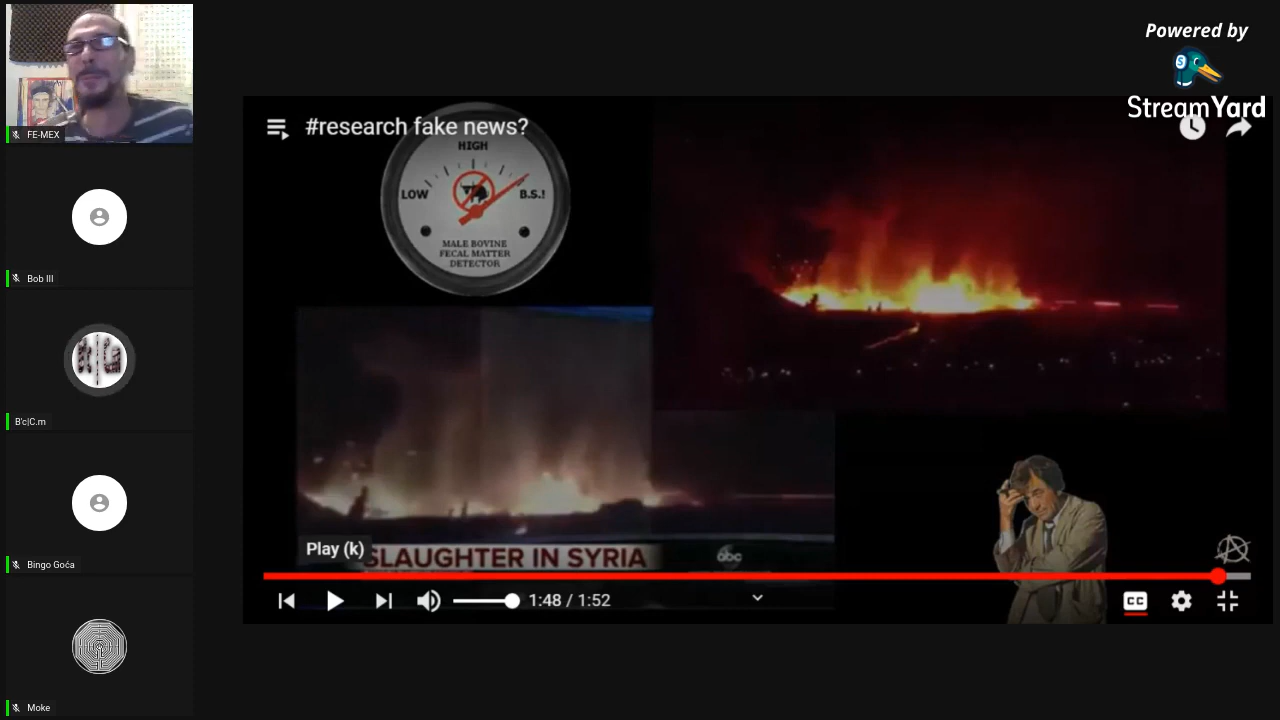 Powered by
StreamYard
FE-MEX
Bob III
B'c|C.m
Bingo Goća
Moke
#research fake news?
HIGH
LOW
B.S.!
MALE BOVINE
FECAL MATTER
DETECTOR
Play (k)
SLAUGHTER IN SYRIA
abc
1:48 / 1:52
CC